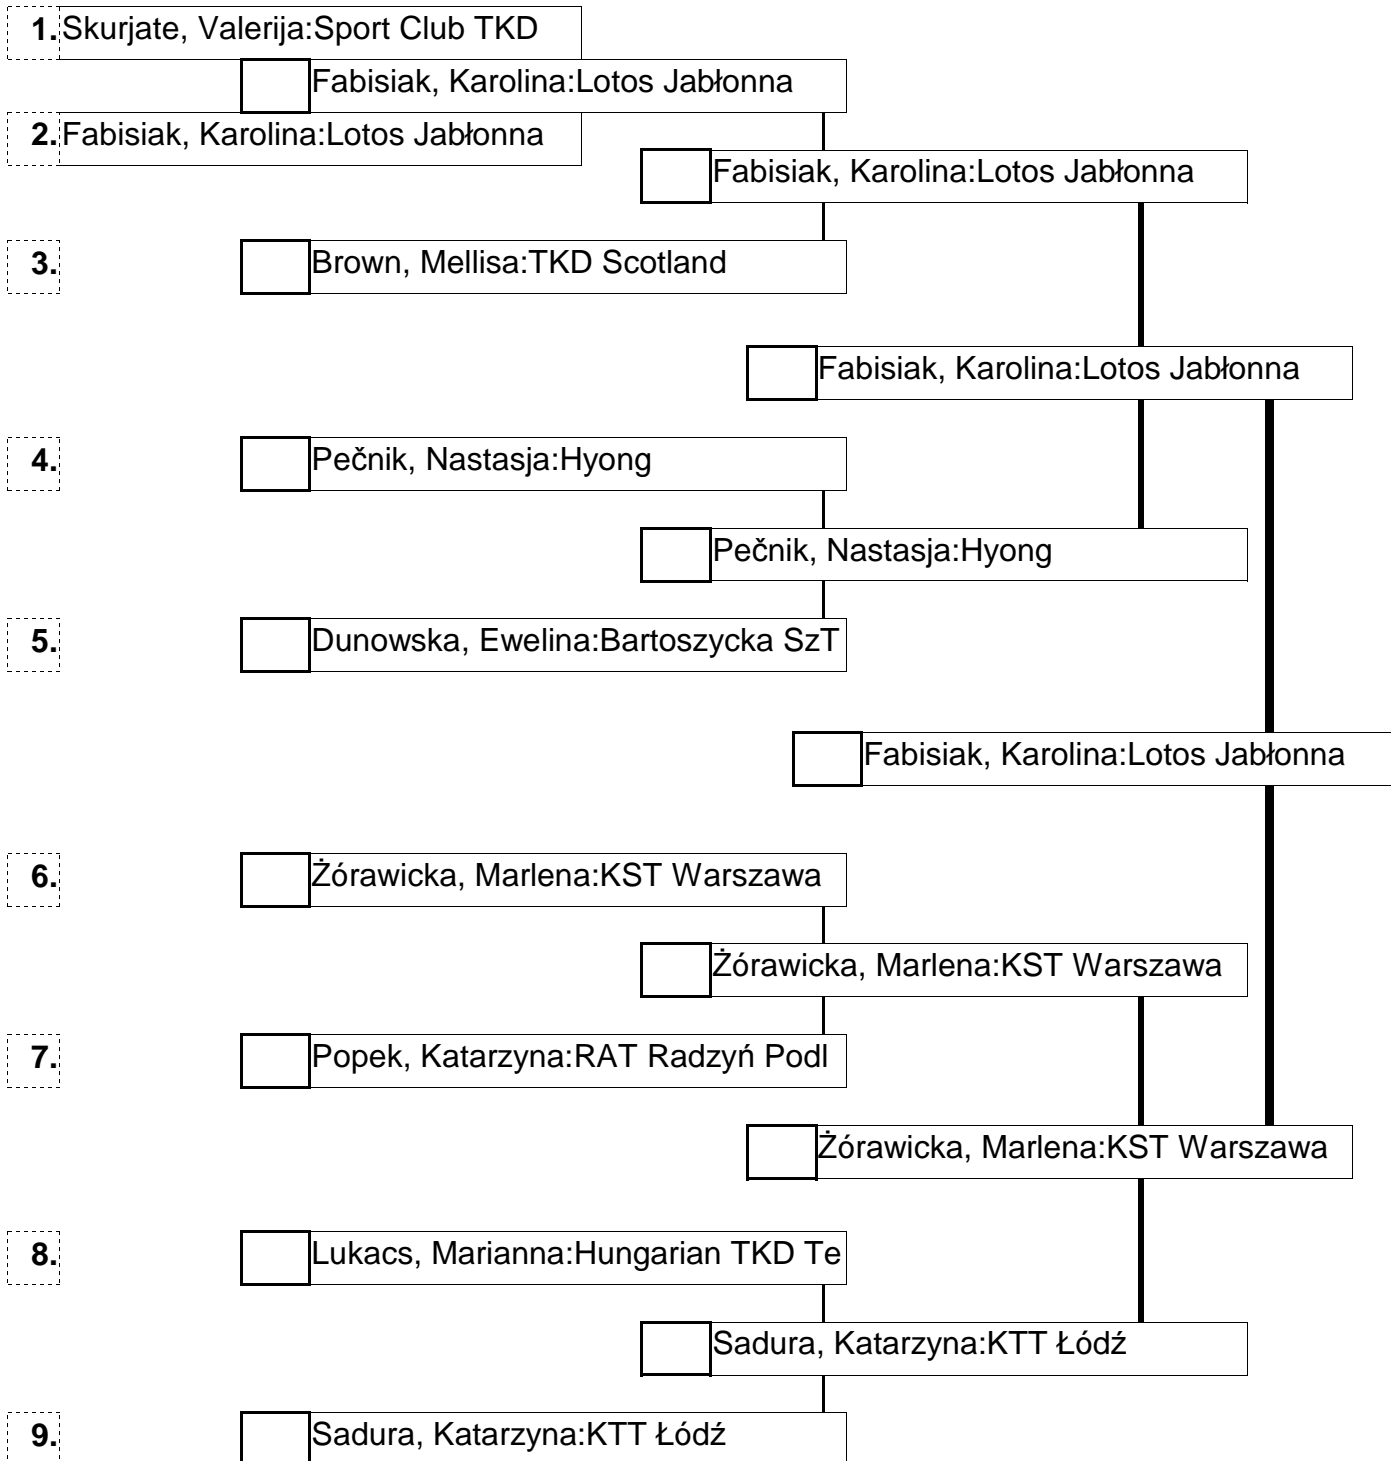 1. Skurjate, Valerija:Sport Club TKD
Fabisiak, Karolina:Lotos Jabłonna
2. Fabisiak, Karolina:Lotos Jabłonna
Fabisiak, Karolina:Lotos Jabłonna
3. Brown, Mellisa:TKD Scotland
Fabisiak, Karolina:Lotos Jabłonna
4. Pečnik, Nastasja:Hyong
Pečnik, Nastasja:Hyong
5. Dunowska, Ewelina:Bartoszycka SzT
Fabisiak, Karolina:Lotos Jabłonna
6. Żórawicka, Marlena:KST Warszawa
Żórawicka, Marlena:KST Warszawa
7. Popek, Katarzyna:RAT Radzyń Podl
Żórawicka, Marlena:KST Warszawa
8. Lukacs, Marianna:Hungarian TKD Te
Sadura, Katarzyna:KTT Łódź
9. Sadura, Katarzyna:KTT Łódź